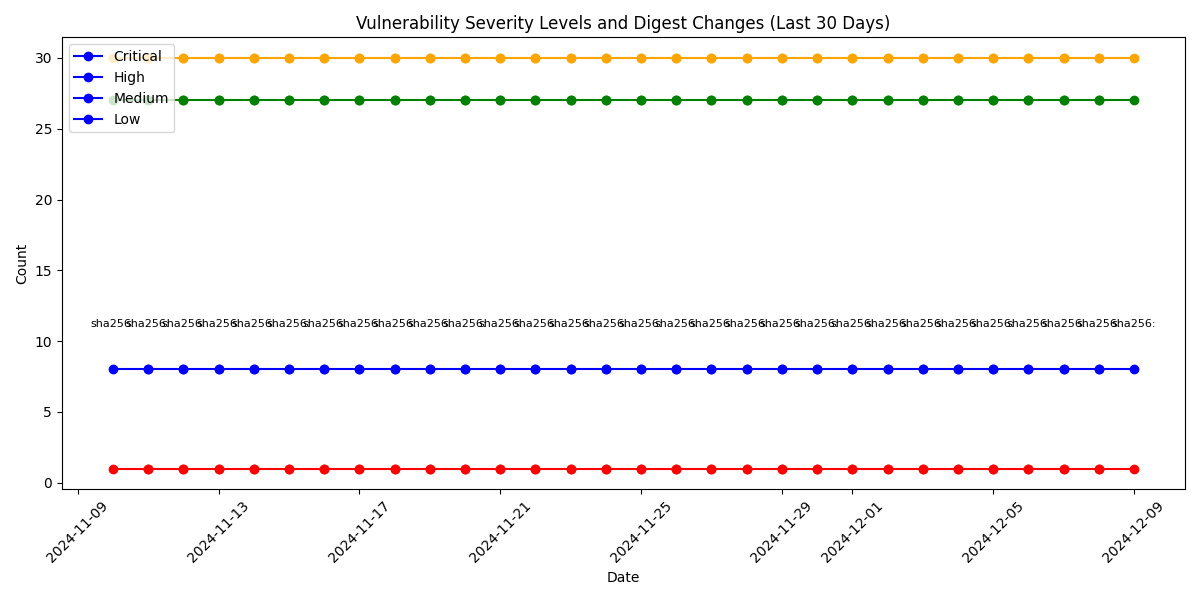 Vulnerability Severity Levels and Digest Changes (Last 30 Days)
Critical
High
Medium
Low
30
25
20
15
10
5
0
Count
sha256: sha256: sha256: sha256: sha256: sha256: sha256: sha256: sha256: sha256: sha256: sha256: sha256: sha256: sha256: sha256: sha256: sha256: sha256: sha256: sha256: sha256: sha256: sha256: sha256: sha256: sha256: sha256: sha256: sha256:
2024-11-09
2024-11-13
2024-11-17
2024-11-21
2024-11-25
2024-11-29
2024-12-01
2024-12-05
2024-12-09
Date